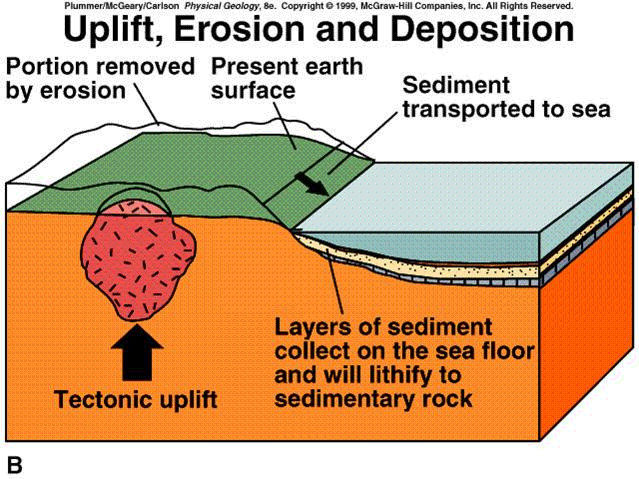 Plummer/McGeary/Carlson Physical Geology, 8e. Copyright © 1999, McGraw-Hill Companies, Inc. All Rights Reserved.
Uplift, Erosion and Deposition
Portion removed
by erosion
Present earth
surface
Sediment
transported to sea
Layers of sediment
collect on the sea floor
and will lithify to
sedimentary rock
Tectonic uplift
B